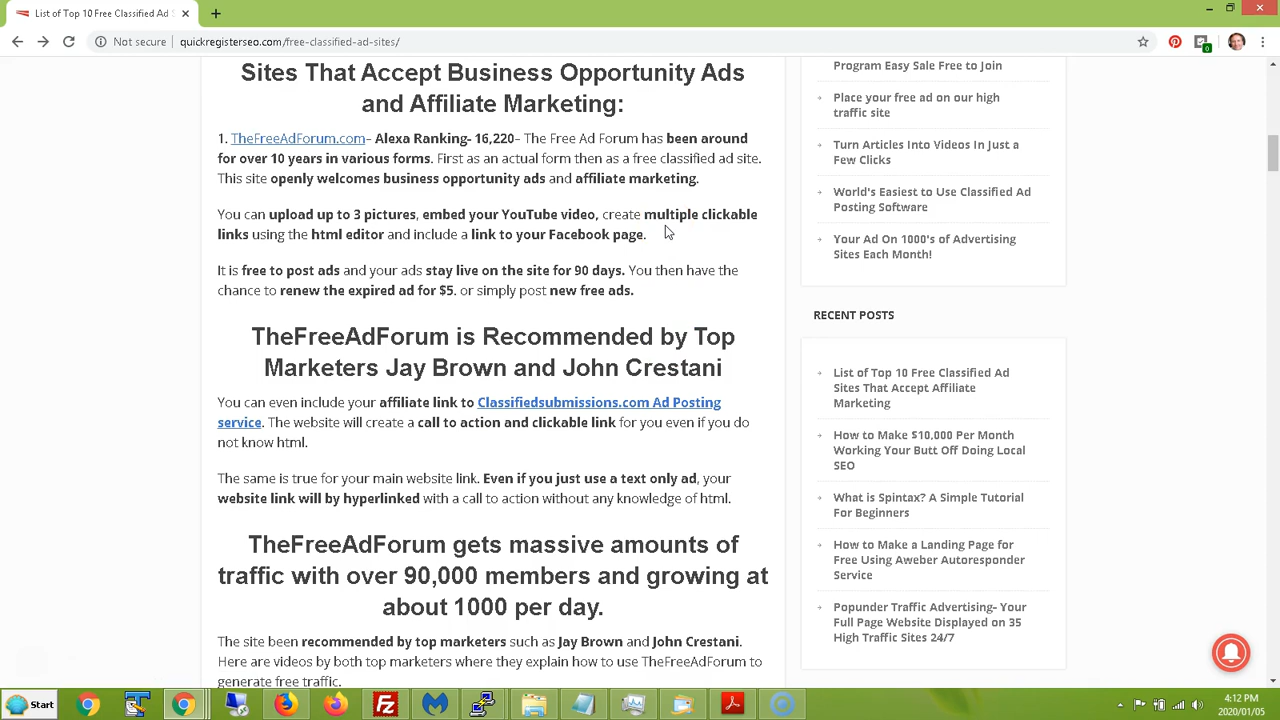 List of Top 10 Free Classified Ad S
Not secure
quickregisterseo.com/free-classified-ad-sites/
0
Sites That Accept Business Opportunity Ads
and Affiliate Marketing:
1. TheFreeAdForum.com– Alexa Ranking- 16,220– The Free Ad Forum has been around
for over 10 years in various forms. First as an actual form then as a free classified ad site.
This site openly welcomes business opportunity ads and affiliate marketing.
You can upload up to 3 pictures, embed your YouTube video, create multiple clickable
links using the html editor and include a link to your Facebook page.
It is free to post ads and your ads stay live on the site for 90 days. You then have the
chance to renew the expired ad for $5. or simply post new free ads.
TheFreeAdForum is Recommended by Top
Marketers Jay Brown and John Crestani
You can even include your affiliate link to Classifiedsubmissions.com Ad Posting
service. The website will create a call to action and clickable link for you even if you do
not know html.
The same is true for your main website link. Even if you just use a text only ad, your
website link will by hyperlinked with a call to action without any knowledge of html.
TheFreeAdForum gets massive amounts of
traffic with over 90,000 members and growing at
about 1000 per day.
The site been recommended by top marketers such as Jay Brown and John Crestani.
Here are videos by both top marketers where they explain how to use TheFreeAdForum to
generate free traffic.
Program Easy Sale Free to Join
Place your free ad on our high
traffic site
Turn Articles Into Videos In Just a
Few Clicks
World's Easiest to Use Classified Ad
Posting Software
Your Ad On 1000's of Advertising
Sites Each Month!
RECENT POSTS
List of Top 10 Free Classified Ad
Sites That Accept Affiliate
Marketing
How to Make $10,000 Per Month
Working Your Butt Off Doing Local
SEO
What is Spintax? A Simple Tutorial
For Beginners
How to Make a Landing Page for
Free Using Aweber Autoresponder
Service
Popunder Traffic Advertising- Your
Full Page Website Displayed on 35
High Traffic Sites 24/7
Start
4:12 PM
2020/01/05